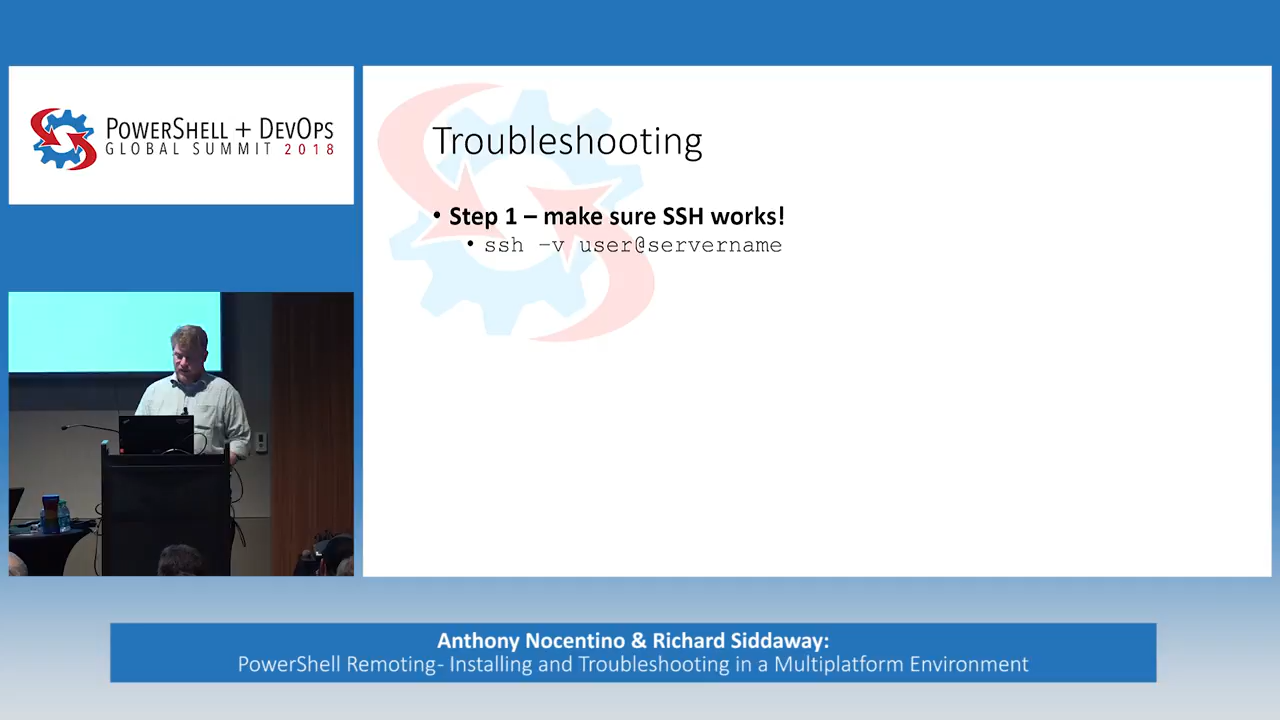 PowerShell + DevOps
GLOBAL SUMMIT 2018
Troubleshooting
• Step 1 – make sure SSH works!
• ssh –v user@servername
Anthony Nocentino & Richard Siddaway:
PowerShell Remoting- Installing and Troubleshooting in a Multiplatform Environment